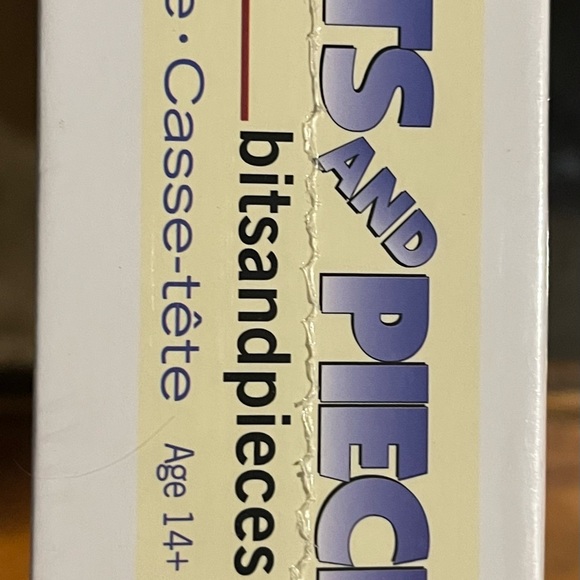 TS AND PIEC
bitsandpieces
e · Casse-tête Age 14+